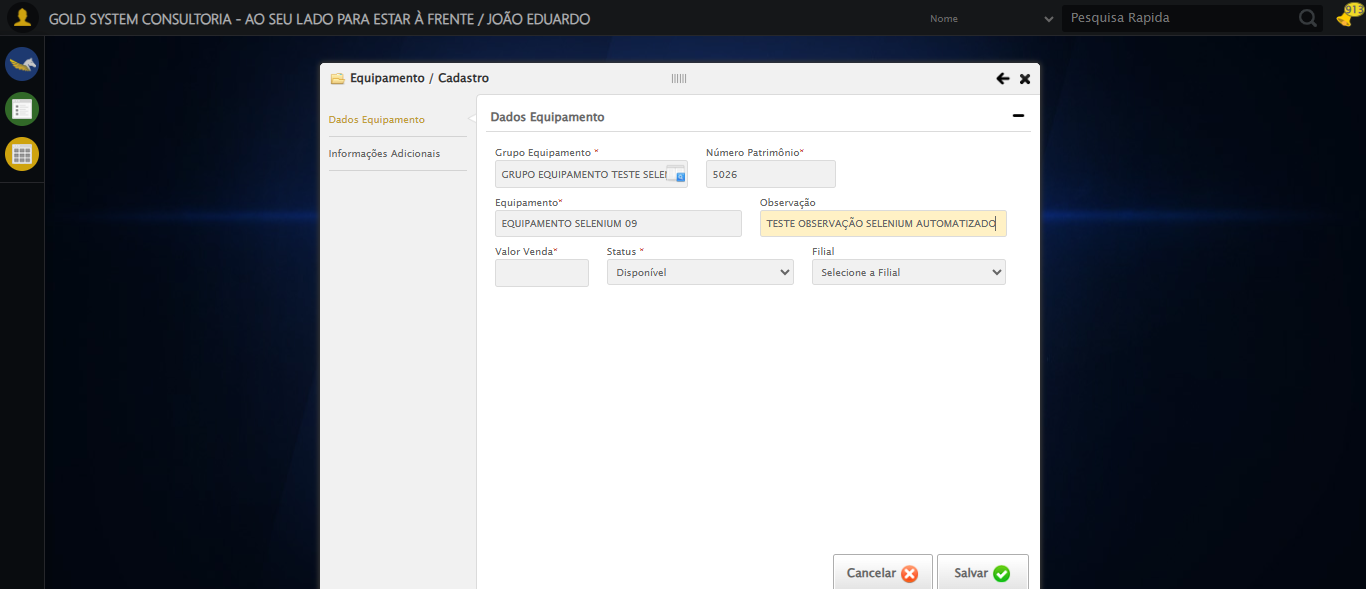 GOLD SYSTEM CONSULTORIA - AO SEU LADO PARA ESTAR À FRENTE / JOÃO EDUARDO
Nome
Pesquisa Rapida
913
Equipamento / Cadastro
Dados Equipamento
Informações Adicionais
Dados Equipamento
Grupo Equipamento *
Número Patrimônio*
GRUPO EQUIPAMENTO TESTE SELE
5026
Equipamento*
Observação
EQUIPAMENTO SELENIUM 09
TESTE OBSERVAÇÃO SELENIUM AUTOMATIZADO
Valor Venda*
Status *
Filial
Disponível
Selecione a Filial
Cancelar
Salvar